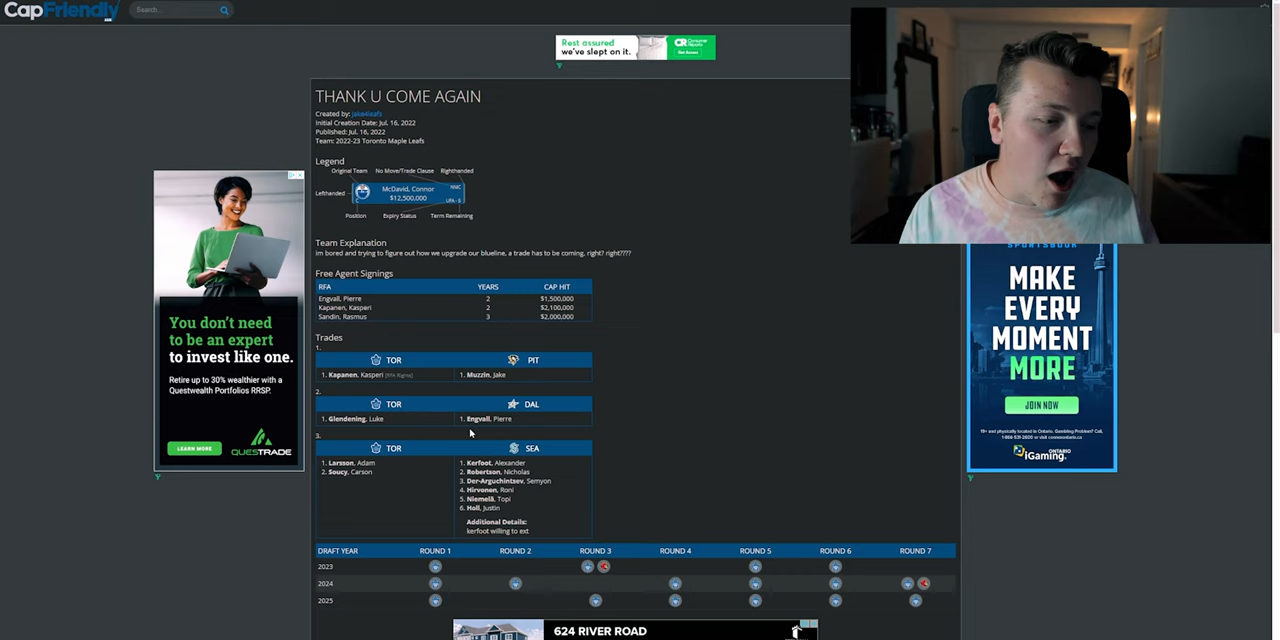 CapFriendly
Search...
Rest assured
we've slept on it.
CR Consumer Reports
THANK U COME AGAIN
Created by: jake4leafs
Initial Creation Date: Jul. 16, 2022
Published: Jul. 16, 2022
Team: 2022-23 Toronto Maple Leafs
Legend
Original Team No Move/Trade Clause Righthanded
Lefthanded McDavid, Connor NMC
$12,500,000
C UFA - 8
Position Expiry Status Term Remaining
Team Explanation
im bored and trying to figure out how we upgrade our blueline, a trade has to be coming, right? right????
Free Agent Signings
RFA YEARS CAP HIT
Engvall, Pierre 2 $1,500,000
Kapanen, Kasperi 2 $2,100,000
Sandin, Rasmus 3 $2,000,000
Trades
1.
TOR PIT
1. Kapanen, Kasperi [RFA Rights] 1. Muzzin, Jake
2.
TOR DAL
1. Glendening, Luke 1. Engvall, Pierre
3.
TOR SEA
1. Larsson, Adam 1. Kerfoot, Alexander
2. Soucy, Carson 2. Robertson, Nicholas
3. Der-Arguchintsev, Semyon
4. Hirvonen, Roni
5. Niemelä, Topi
6. Holl, Justin
Additional Details:
kerfoot willing to ext
DRAFT YEAR ROUND 1 ROUND 2 ROUND 3 ROUND 4 ROUND 5 ROUND 6 ROUND 7
2023
2024
2025
You don't need
to be an expert
to invest like one.
Retire up to 30% wealthier with a
Questwealth Portfolios RRSP.
LEARN MORE
QUESTRADE
SPORTSBOOK
MAKE
EVERY
MOMENT
MORE
JOIN NOW
iGaming
ONTARIO
624 RIVER ROAD